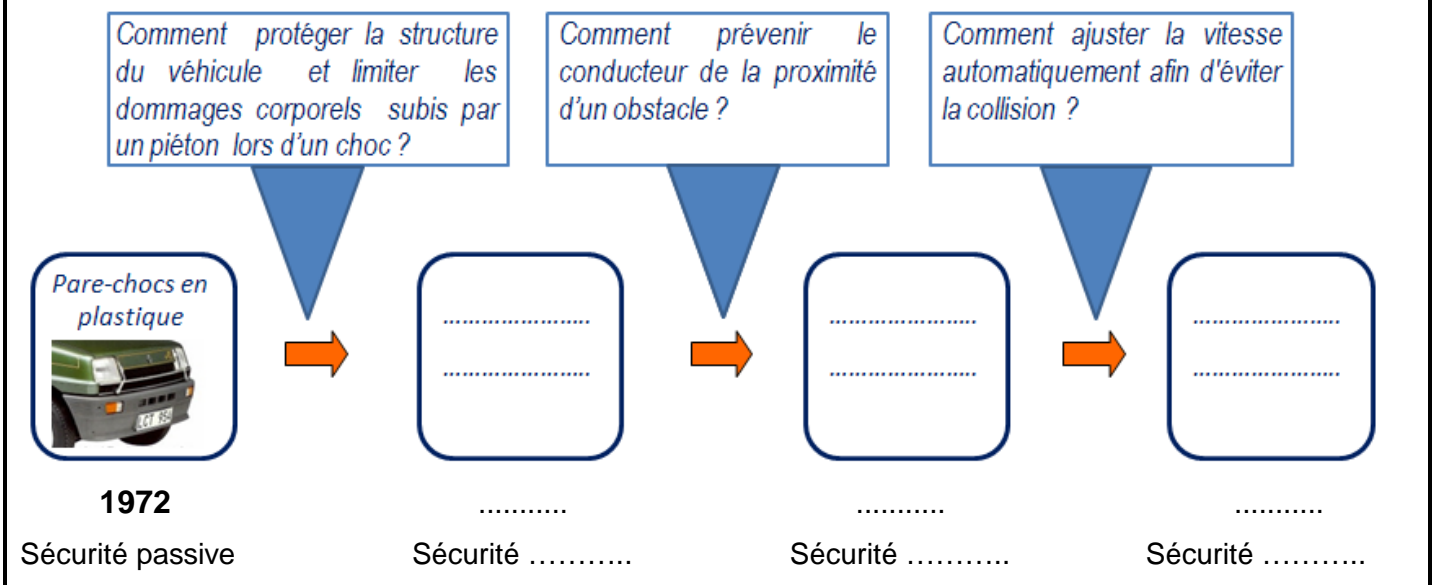 Comment protéger la structure
du véhicule et limiter les
dommages corporels subis par
un piéton lors d'un choc ?
Comment prévenir le
conducteur de la proximité
d'un obstacle ?
Comment ajuster la vitesse
automatiquement afin d'éviter
la collision ?
Pare-chocs en
plastique
LCT 954
.......................
.......................
.......................
.......................
.......................
.......................
1972
...........
...........
...........
Sécurité passive
Sécurité ………..
Sécurité ………..
Sécurité ………..